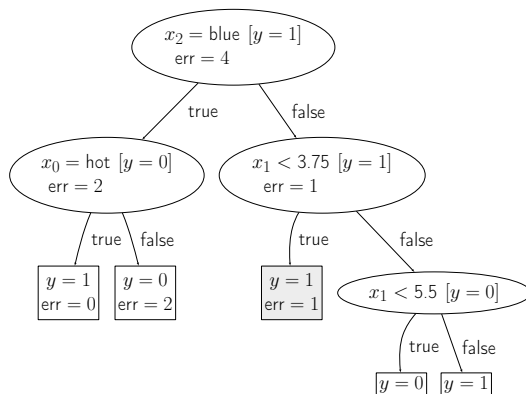 x₂ = blue [y = 1]
err = 4
true
false
x₀ = hot [y = 0]
err = 2
x₁ < 3.75 [y = 1]
err = 1
true
false
true
false
y = 1
err = 0
y = 0
err = 2
y = 1
err = 1
x₁ < 5.5 [y = 0]
true
false
y = 0
y = 1